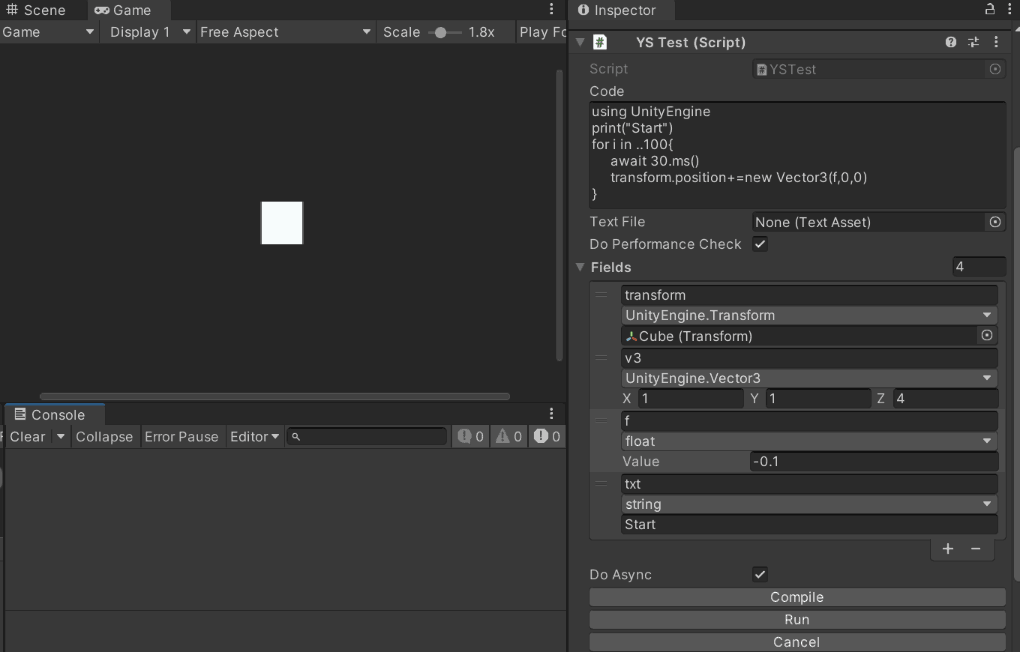 Scene
Game
Game
Display 1
Free Aspect
Scale
1.8x
Play Fo
Console
Clear
Collapse
Error Pause
Editor
0
0
0
Inspector
YS Test (Script)
Script
YSTest
Code
using UnityEngine
print("Start")
for i in ..100{
await 30.ms()
transform.position+=new Vector3(f,0,0)
}
Text File
None (Text Asset)
Do Performance Check
Fields
4
transform
UnityEngine.Transform
Cube (Transform)
v3
UnityEngine.Vector3
X 1 Y 1 Z 4
f
float
Value -0.1
txt
string
Start
Do Async
Compile
Run
Cancel